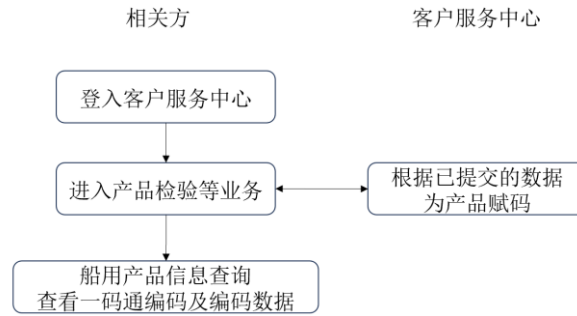 相关方
客户服务中心
登入客户服务中心
进入产品检验等业务
根据已提交的数据
为产品赋码
船用产品信息查询
查看一码通编码及编码数据